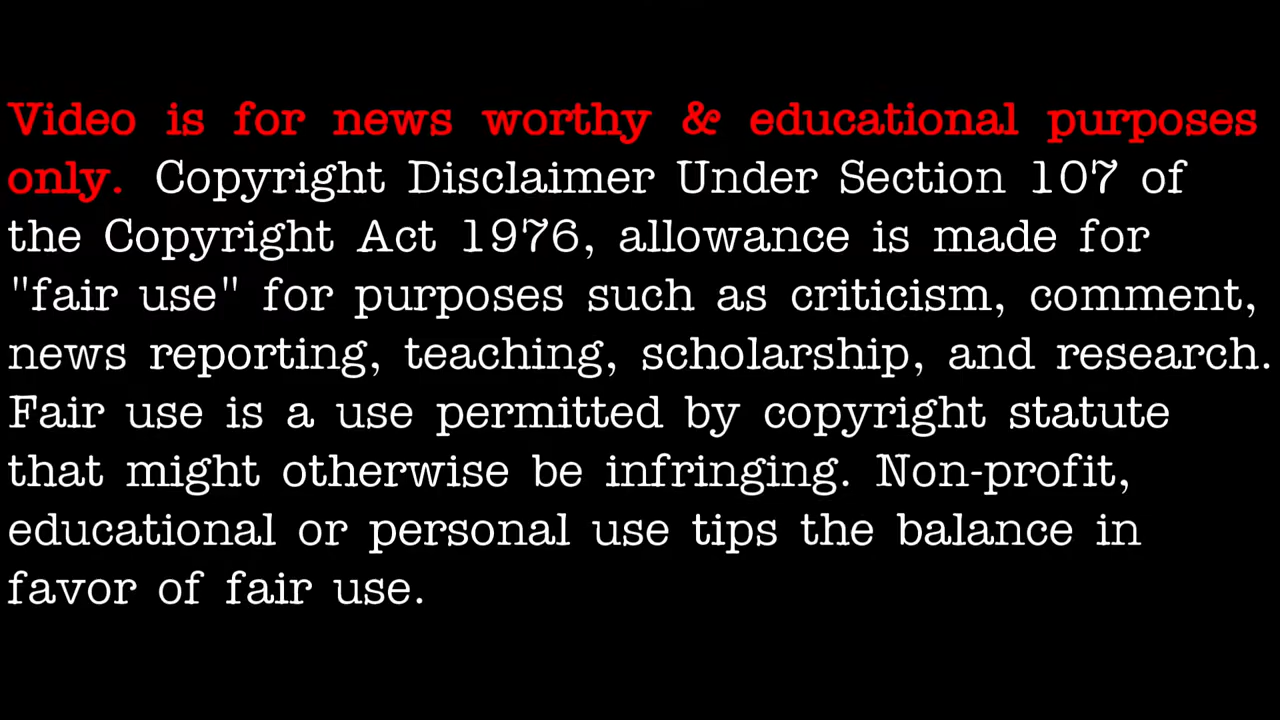 Video is for news worthy & educational purposes
only. Copyright Disclaimer Under Section 107 of
the Copyright Act 1976, allowance is made for
"fair use" for purposes such as criticism, comment,
news reporting, teaching, scholarship, and research.
Fair use is a use permitted by copyright statute
that might otherwise be infringing. Non-profit,
educational or personal use tips the balance in
favor of fair use.